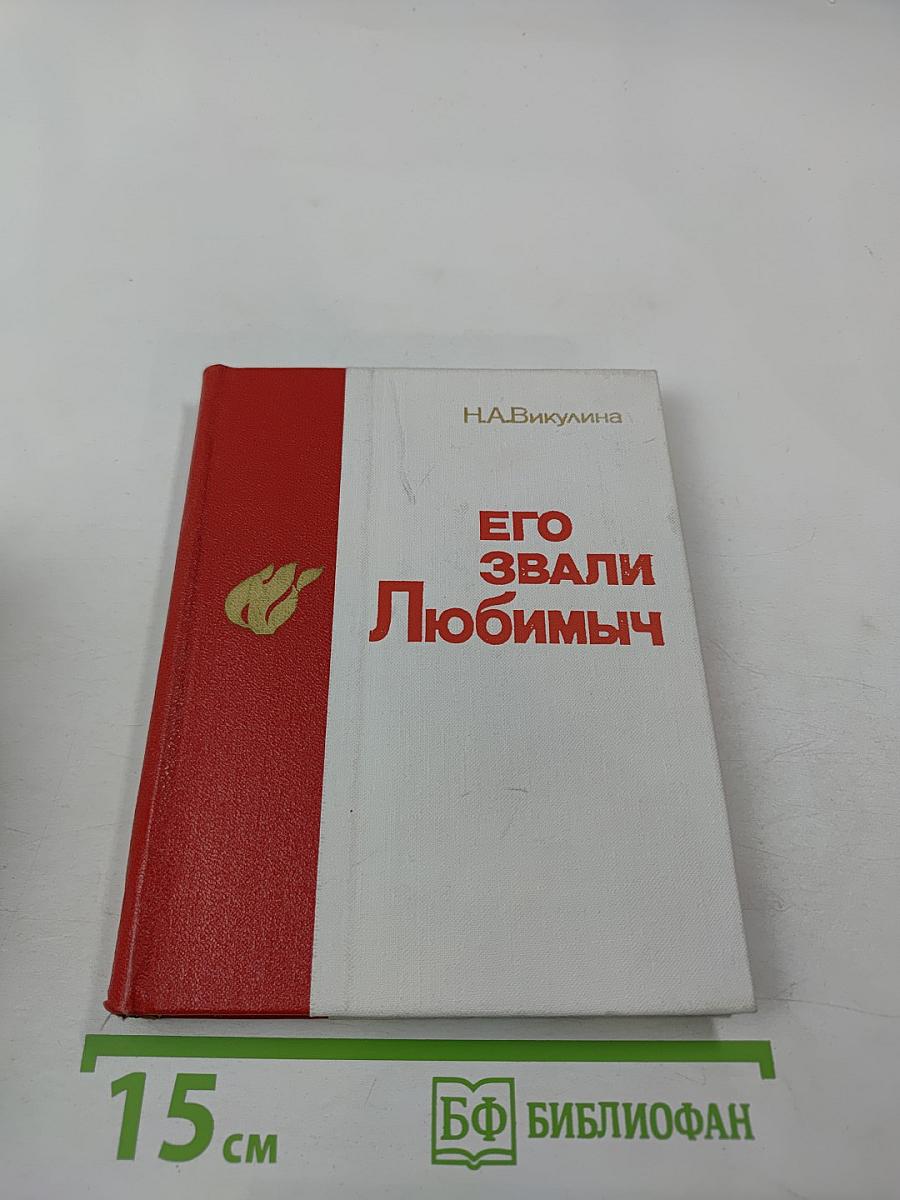 Н.А.Викулина
ЕГО
ЗВАЛИ
Любимыч
15 см
БФ БИБЛИОФАН